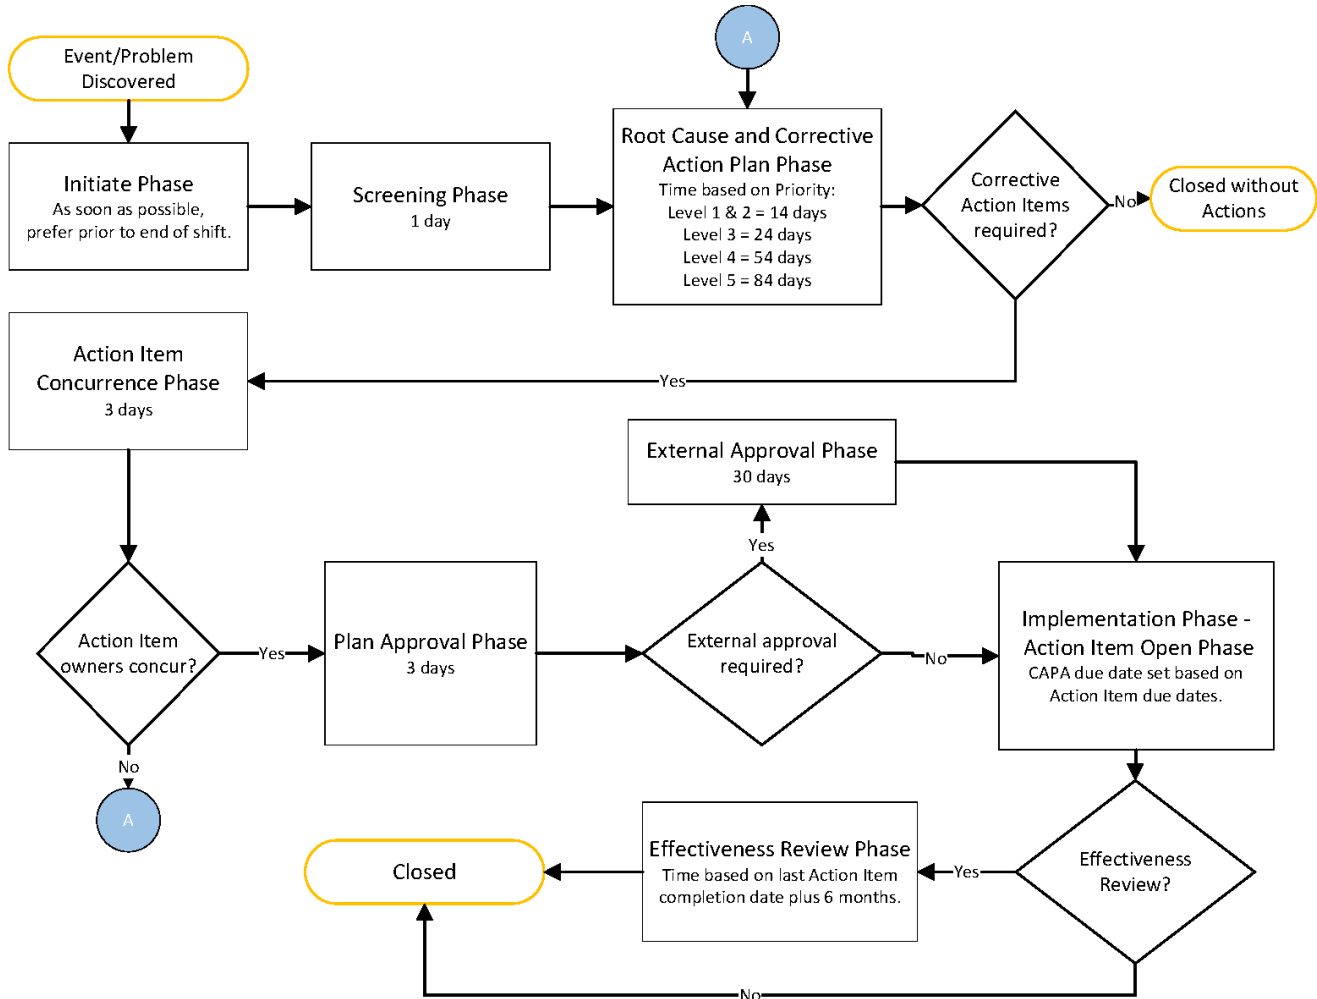 A
Event/Problem
Discovered
Initiate Phase
As soon as possible,
prefer prior to end of shift.
Screening Phase
1 day
Root Cause and Corrective
Action Plan Phase
Time based on Priority:
Level 1 & 2 = 14 days
Level 3 = 24 days
Level 4 = 54 days
Level 5 = 84 days
Corrective
Action Items
required?
No
Closed without
Actions
Yes
Action Item
Concurrence Phase
3 days
Action Item
owners concur?
Yes
No
A
Plan Approval Phase
3 days
External approval
required?
Yes
External Approval Phase
30 days
No
Implementation Phase -
Action Item Open Phase
CAPA due date set based on
Action Item due dates.
Effectiveness
Review?
Yes
Effectiveness Review Phase
Time based on last Action Item
completion date plus 6 months.
Closed
No